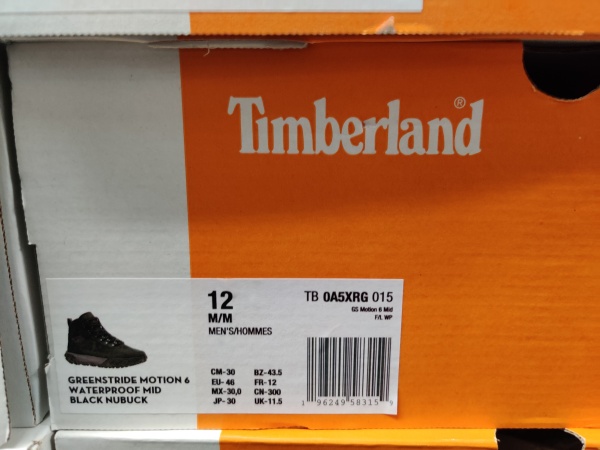 Timberland®
12
M/M
MEN'S/HOMMES
TB 0A5XRG 015
GS Motion 6 Mid
F/L WP
CM-30 BZ-43.5
EU-46 FR-12
MX-30,0 CN-300
JP-30 UK-11.5
GREENSTRIDE MOTION 6
WATERPROOF MID
BLACK NUBUCK
1 96249 58315 9